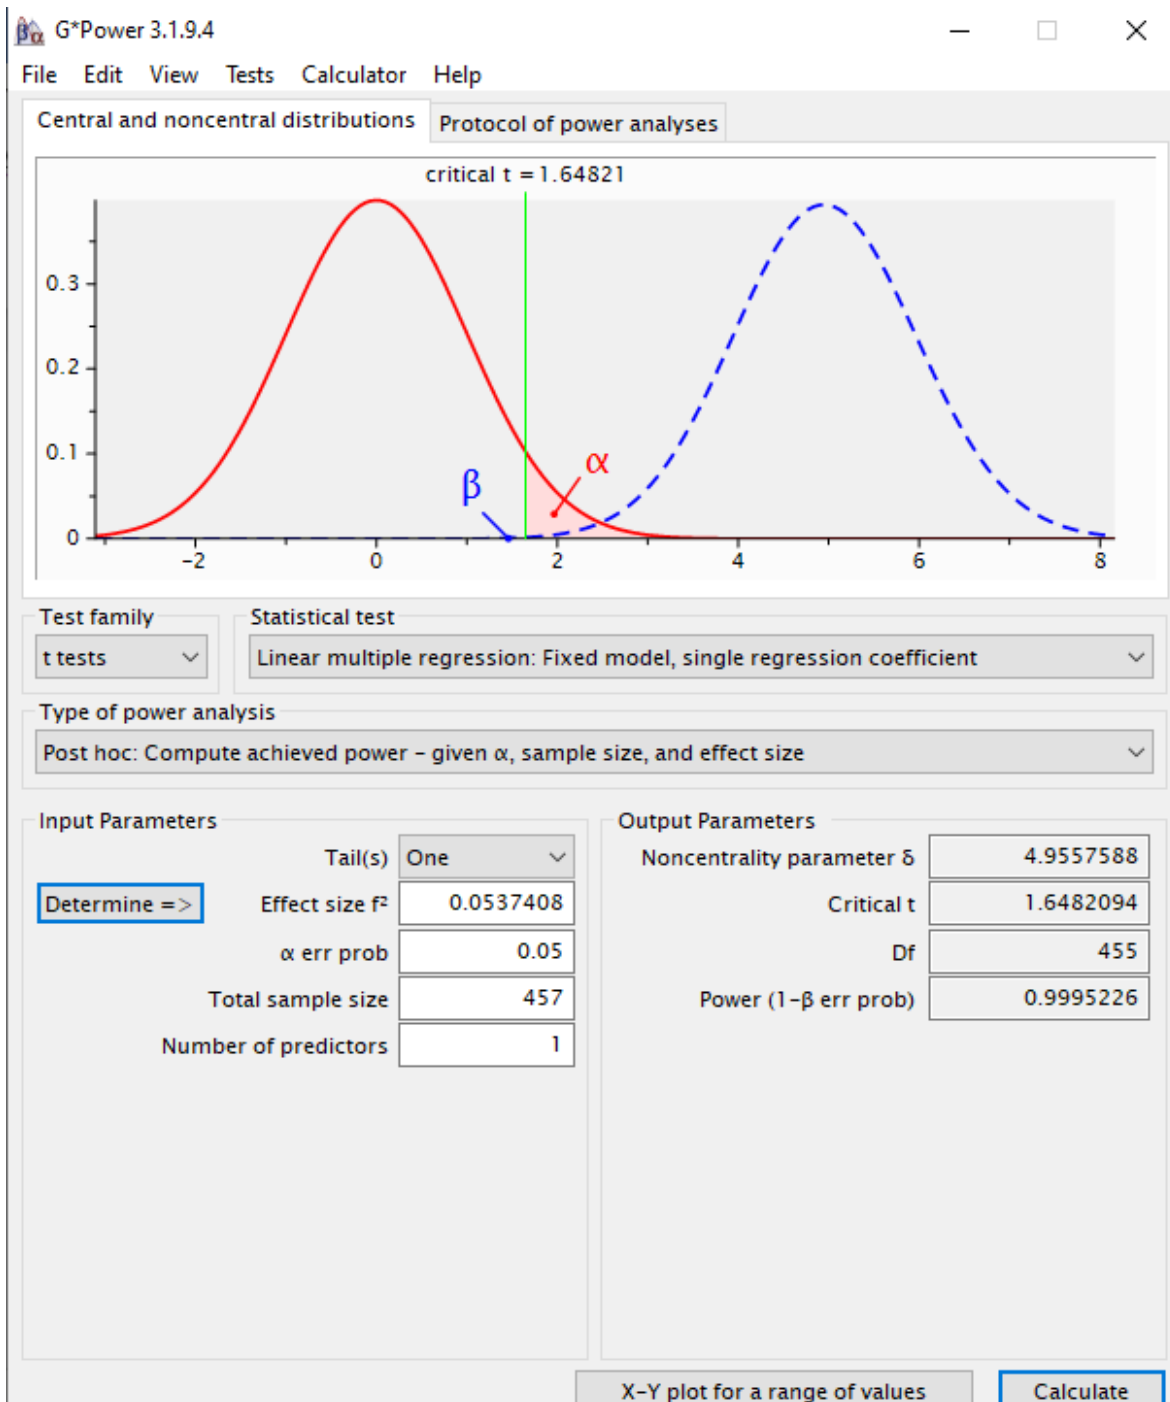 G*Power 3.1.9.4
File Edit View Tests Calculator Help
Central and noncentral distributions Protocol of power analyses
critical t = 1.64821
0.3
0.2
0.1
0
β
α
-2 0 2 4 6 8
Test family Statistical test
t tests Linear multiple regression: Fixed model, single regression coefficient
Type of power analysis
Post hoc: Compute achieved power – given α, sample size, and effect size
Input Parameters Output Parameters
Tail(s) One Noncentrality parameter δ 4.9557588
Determine => Effect size f² 0.0537408 Critical t 1.6482094
α err prob 0.05 Df 455
Total sample size 457 Power (1-β err prob) 0.9995226
Number of predictors 1
X-Y plot for a range of values Calculate